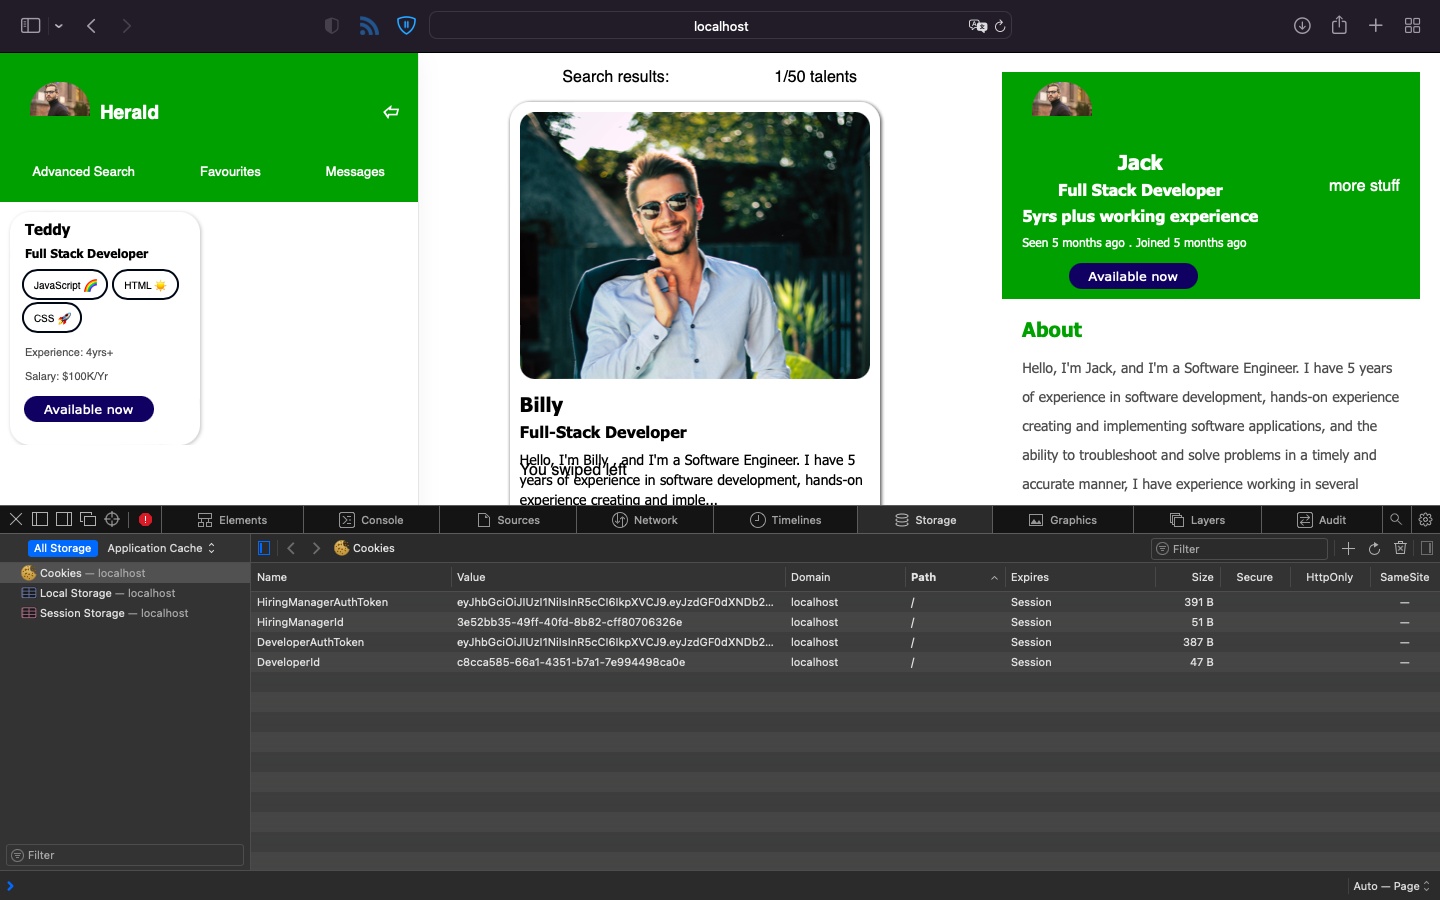 localhost
Herald
Advanced Search Favourites Messages
Teddy
Full Stack Developer
JavaScript 🌈 HTML ☀️
CSS 🚀
Experience: 4yrs+
Salary: $100K/Yr
Available now
Search results: 1/50 talents
Billy
Full-Stack Developer
Hello, I'm Billy , and I'm a Software Engineer. I have 5
You swiped left
years of experience in software development, hands-on
experience creating and imple...
Jack
Full Stack Developer
more stuff
5yrs plus working experience
Seen 5 months ago . Joined 5 months ago
Available now
About
Hello, I'm Jack, and I'm a Software Engineer. I have 5 years
of experience in software development, hands-on experience
creating and implementing software applications, and the
ability to troubleshoot and solve problems in a timely and
accurate manner, I have experience working in several
Elements Console Sources Network Timelines Storage Graphics Layers Audit
All Storage Application Cache
Cookies — localhost
Local Storage — localhost
Session Storage — localhost
Filter
Cookies
Filter
Name Value Domain Path Expires Size Secure HttpOnly SameSite
HiringManagerAuthToken eyJhbGciOiJIUzI1NiIsInR5cCI6IkpXVCJ9.eyJzdGF0dXNDb2... localhost / Session 391 B —
HiringManagerId 3e52bb35-49ff-40fd-8b82-cff80706326e localhost / Session 51 B —
DeveloperAuthToken eyJhbGciOiJIUzI1NiIsInR5cCI6IkpXVCJ9.eyJzdGF0dXNDb2... localhost / Session 387 B —
DeveloperId c8cca585-66a1-4351-b7a1-7e994498ca0e localhost / Session 47 B —
Auto — Page